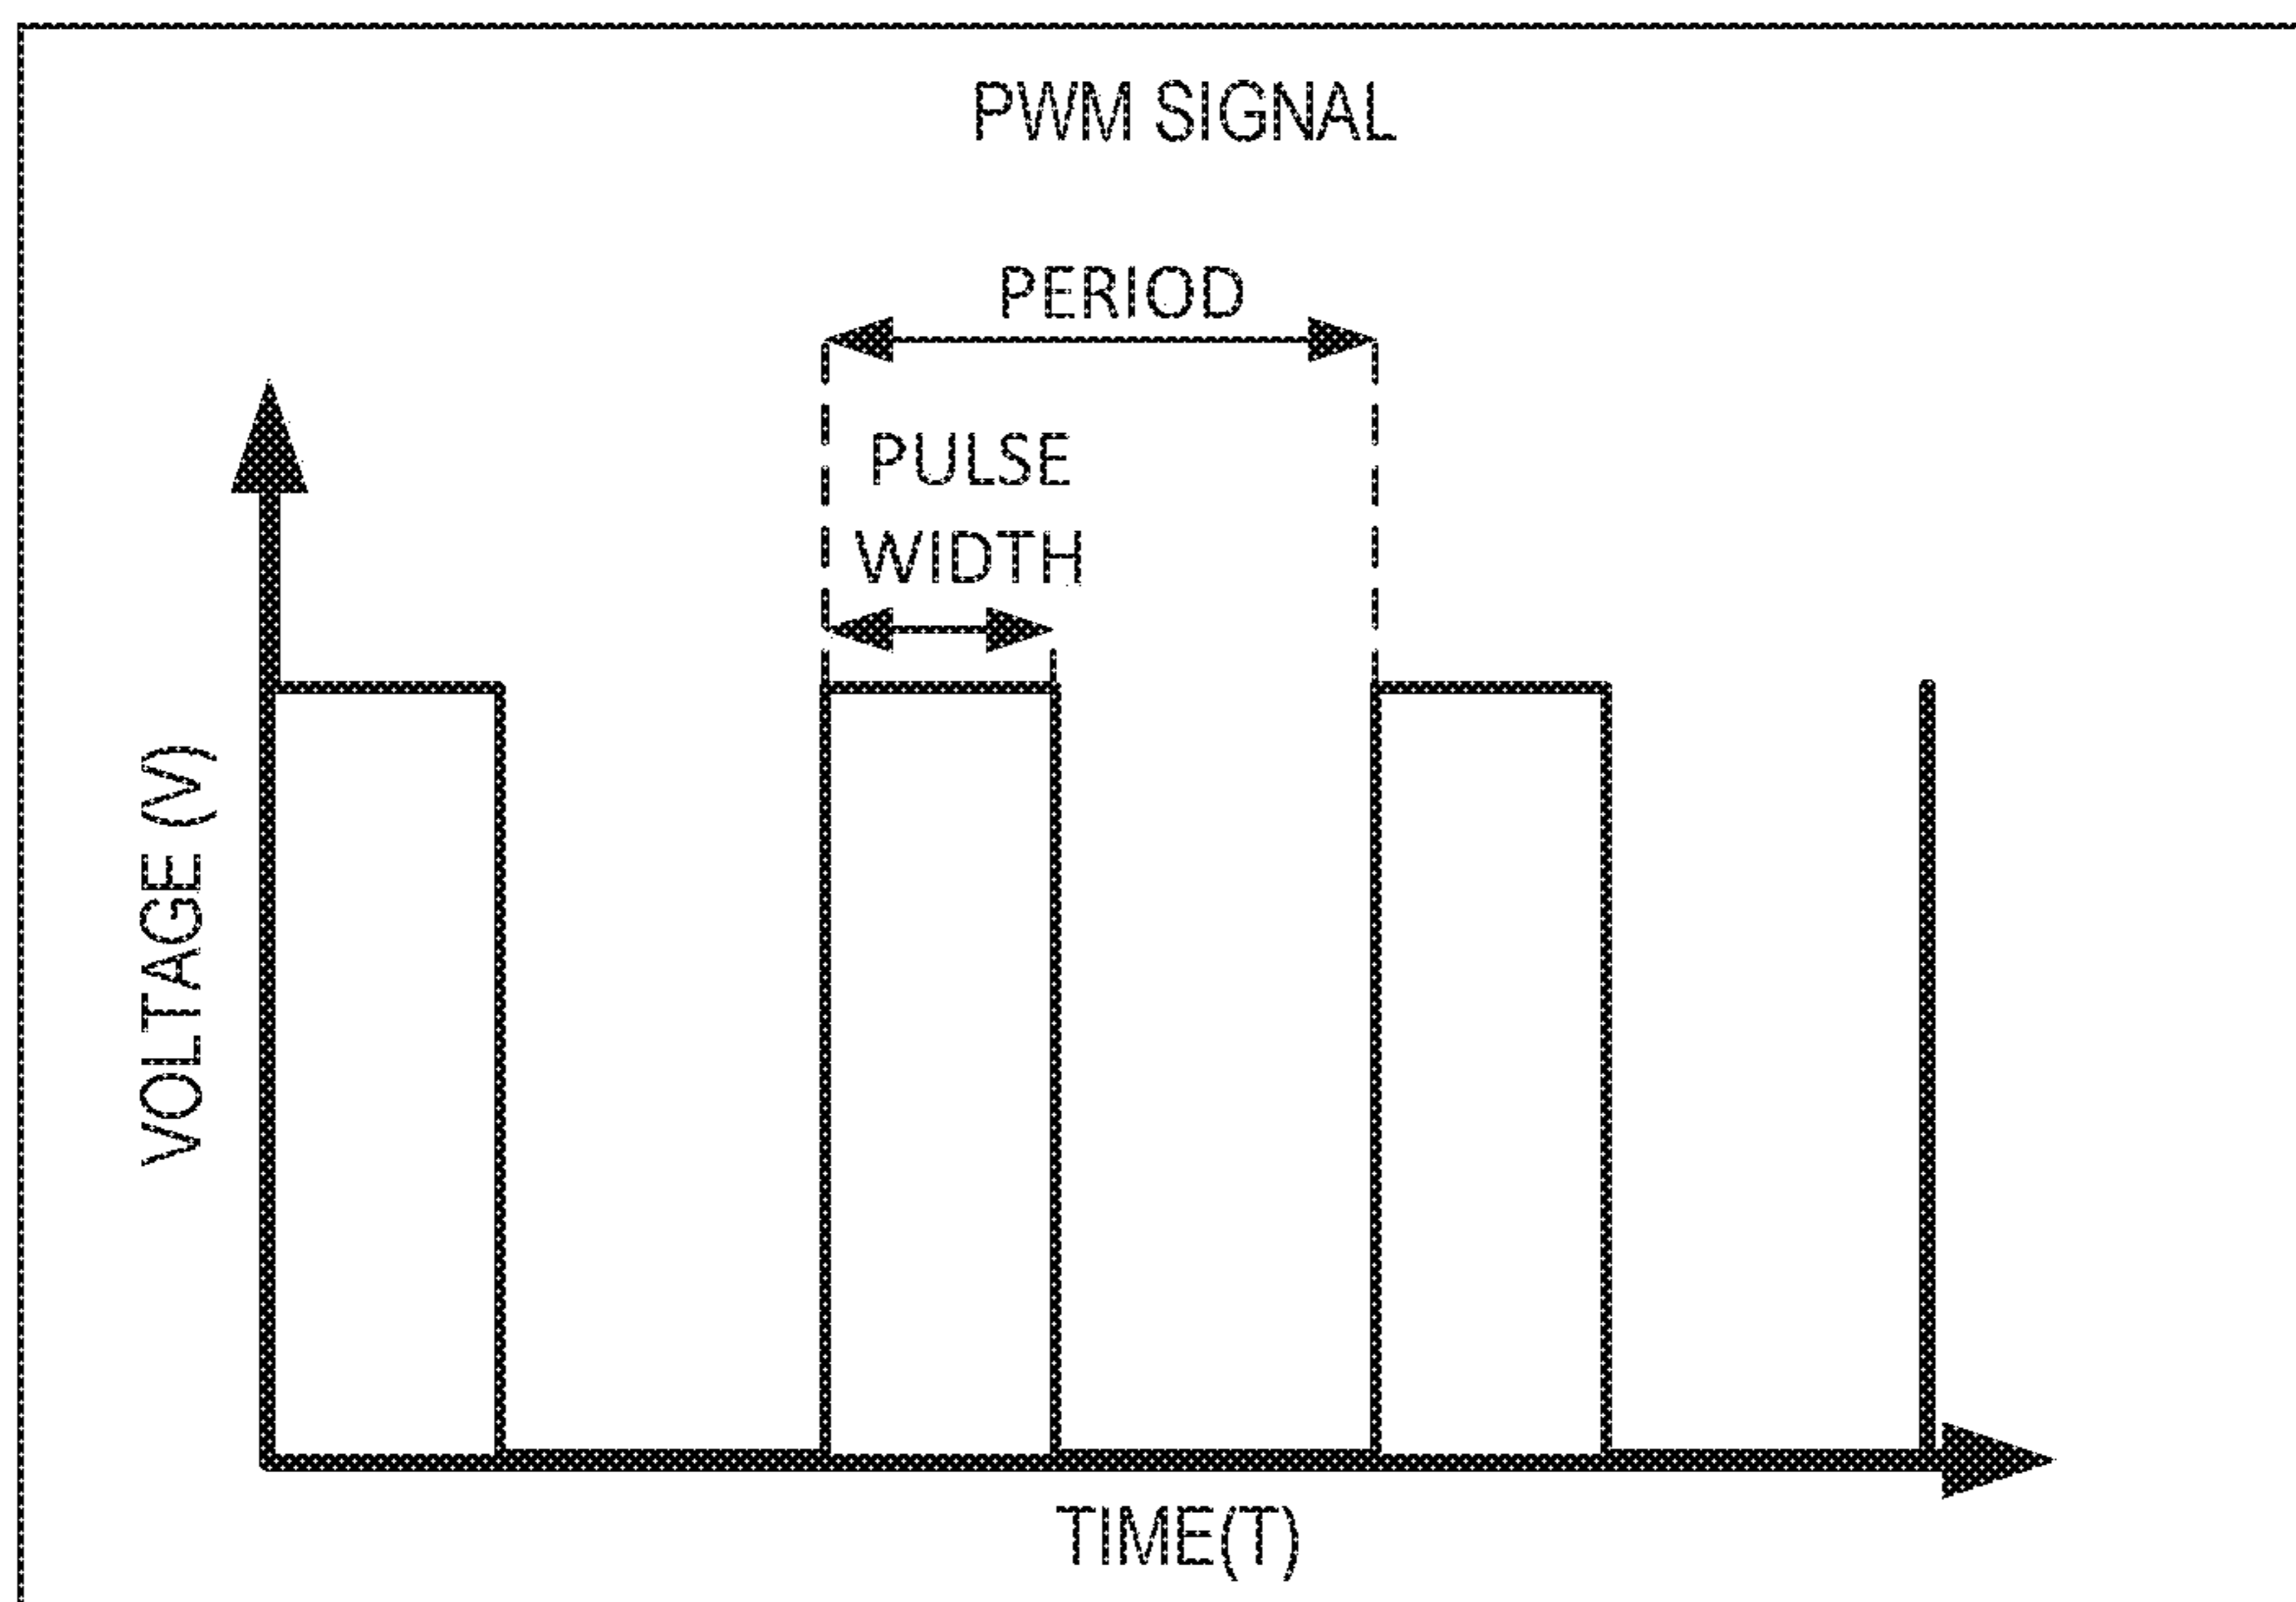 PWM SIGNAL
PERIOD
PULSE
WIDTH
VOLTAGE (V)
TIME(T)